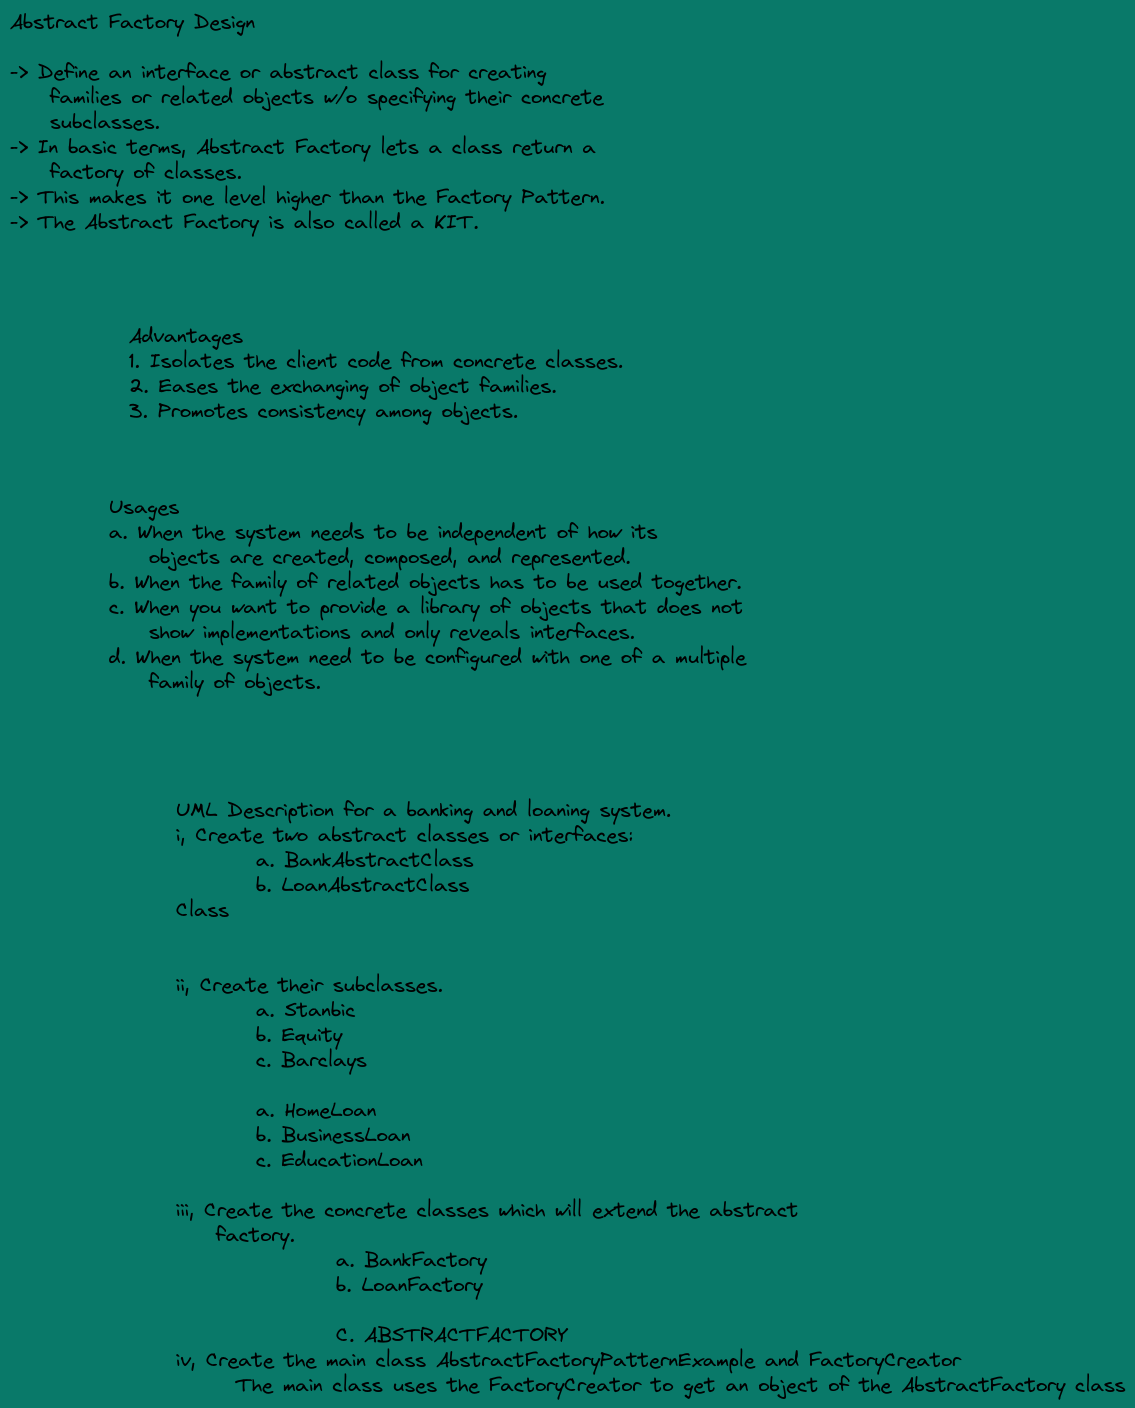 Abstract Factory Design
-> Define an interface or abstract class for creating
families or related objects w/o specifying their concrete
subclasses.
-> In basic terms, Abstract Factory lets a class return a
factory of classes.
-> This makes it one level higher than the Factory Pattern.
-> The Abstract Factory is also called a KIT.
Advantages
1. Isolates the client code from concrete classes.
2. Eases the exchanging of object families.
3. Promotes consistency among objects.
Usages
a. When the system needs to be independent of how its
objects are created, composed, and represented.
b. When the family of related objects has to be used together.
c. When you want to provide a library of objects that does not
show implementations and only reveals interfaces.
d. When the system need to be configured with one of a multiple
family of objects.
UML Description for a banking and loaning system.
i, Create two abstract classes or interfaces:
a. BankAbstractClass
b. LoanAbstractClass
Class
ii, Create their subclasses.
a. Stanbic
b. Equity
c. Barclays
a. HomeLoan
b. BusinessLoan
c. EducationLoan
iii, Create the concrete classes which will extend the abstract
factory.
a. BankFactory
b. LoanFactory
C. ABSTRACTFACTORY
iv, Create the main class AbstractFactoryPatternExample and FactoryCreator
The main class uses the FactoryCreator to get an object of the AbstractFactory class